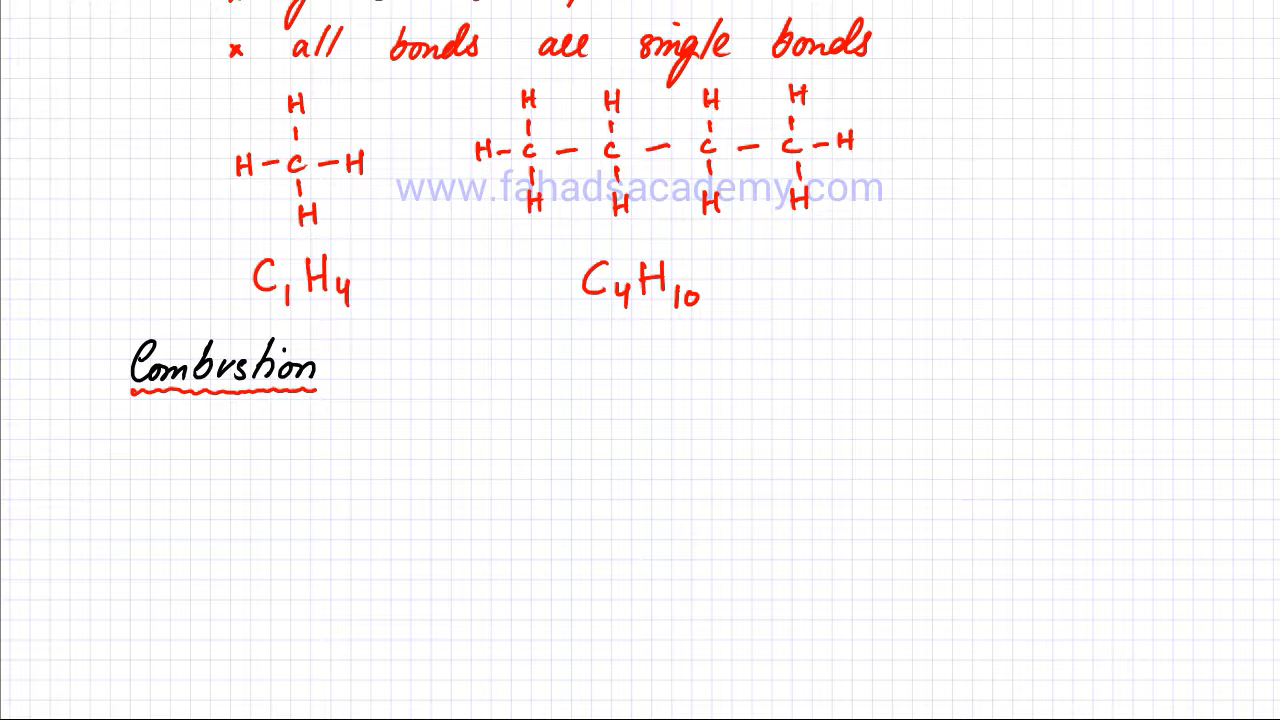 × all bonds are single bonds
H H H H H
H - C - H H - C - C - C - C - H
www.fahadsacademy.com
H H H H H
C₁H₄ C₄H₁₀
Combustion